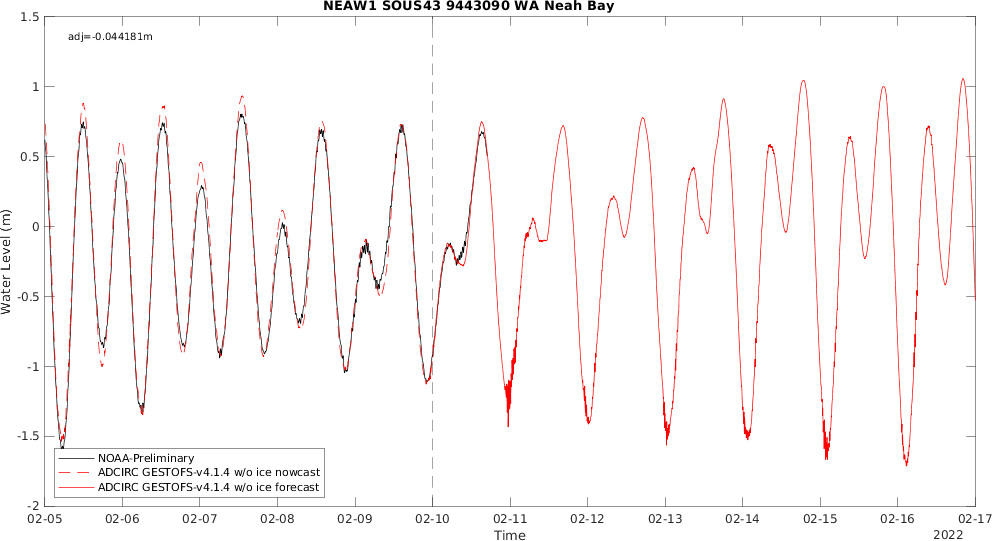 NEAW1 SOUS43 9443090 WA Neah Bay
1.5
adj=-0.044181m
1
0.5
0
-0.5
-1
-1.5
-2
Water Level (m)
NOAA-Preliminary
ADCIRC GESTOFS-v4.1.4 w/o ice nowcast
ADCIRC GESTOFS-v4.1.4 w/o ice forecast
02-05 02-06 02-07 02-08 02-09 02-10 02-11 02-12 02-13 02-14 02-15 02-16 02-17
Time
2022